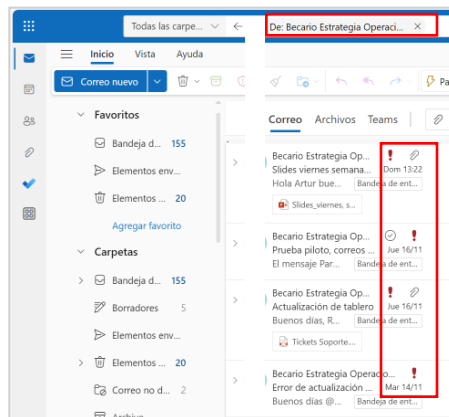 Todas las carpe...
De: Becario Estrategia Operaci...
Inicio Vista Ayuda
Correo nuevo
Pa
Favoritos
Bandeja d... 155
Elementos env...
Elementos ... 20
Agregar favorito
Carpetas
Bandeja d... 155
Borradores 5
Elementos env...
Elementos ... 20
Correo no d... 2
Archivo
Correo Archivos Teams
Becario Estrategia Op...
Slides viernes semana... Dom 13:22
Hola Artur bue... Bandeja de ent...
Slides_viernes, s...
Becario Estrategia Op...
Prueba piloto, correos ... Jue 16/11
El mensaje Par... Bandeja de ent...
Becario Estrategia Op...
Actualización de tablero Jue 16/11
Buenos días, R... Bandeja de ent...
Tickets Soporte...
Becario Estrategia Operacio...
Error de actualización ... Mar 14/11
Buenos días @... Bandeja de ent...